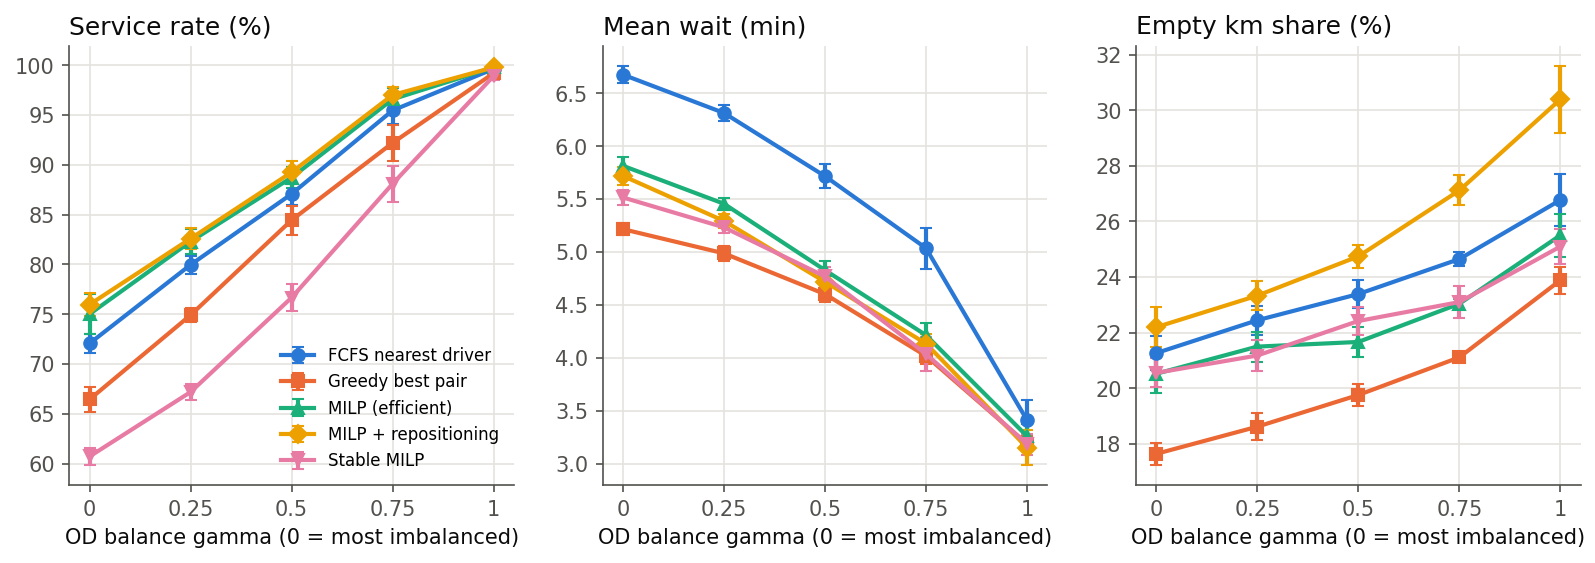 Service rate (%)
100
95
90
85
80
75
70
65
60
0 0.25 0.5 0.75 1
OD balance gamma (0 = most imbalanced)
FCFS nearest driver
Greedy best pair
MILP (efficient)
MILP + repositioning
Stable MILP
Mean wait (min)
6.5
6.0
5.5
5.0
4.5
4.0
3.5
3.0
0 0.25 0.5 0.75 1
OD balance gamma (0 = most imbalanced)
Empty km share (%)
32
30
28
26
24
22
20
18
0 0.25 0.5 0.75 1
OD balance gamma (0 = most imbalanced)